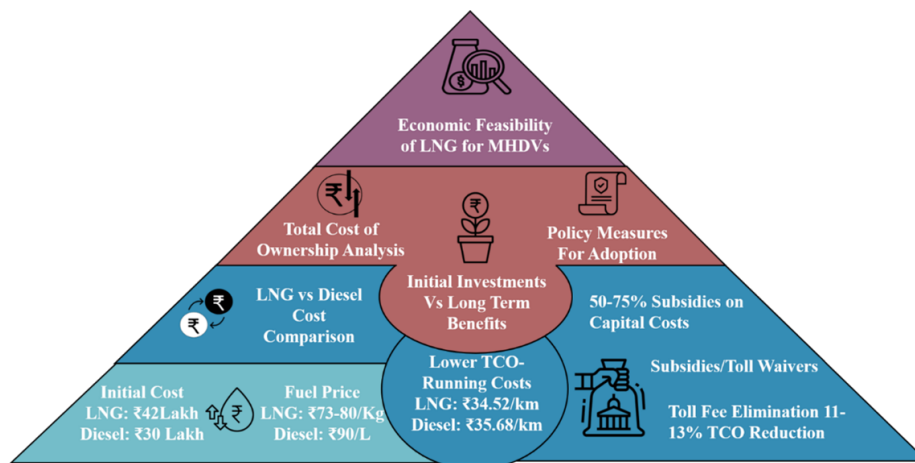 Economic Feasibility
of LNG for MHDVs
Total Cost of
Ownership Analysis
Policy Measures
For Adoption
Initial Investments
Vs Long Term
Benefits
LNG vs Diesel
Cost
Comparison
50-75% Subsidies on
Capital Costs
Initial Cost
LNG: ₹42Lakh
Diesel: ₹30 Lakh
Fuel Price
LNG: ₹73-80/Kg
Diesel: ₹90/L
Lower TCO-
Running Costs
LNG: ₹34.52/km
Diesel: ₹35.68/km
Subsidies/Toll Waivers
Toll Fee Elimination 11-
13% TCO Reduction